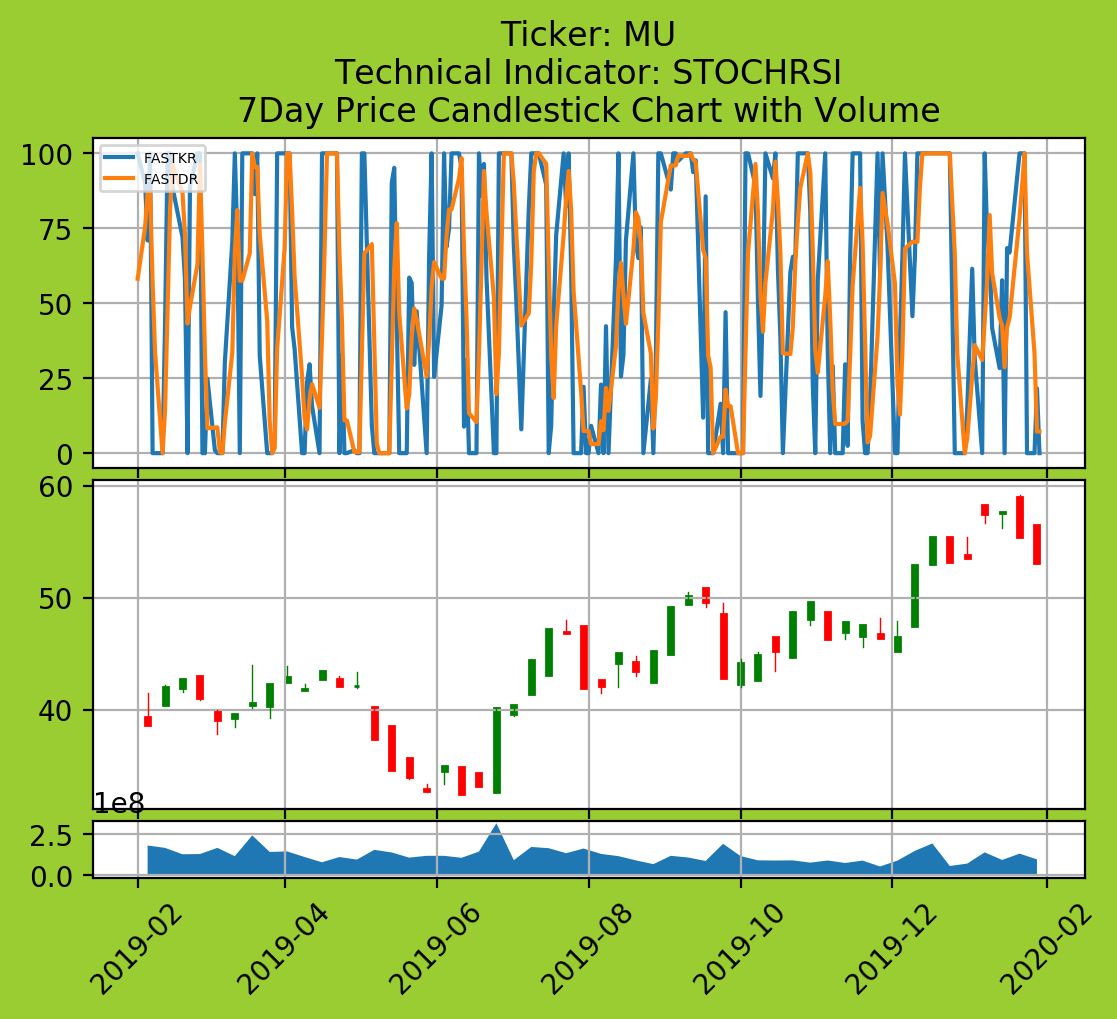 Ticker: MU
Technical Indicator: STOCHRSI
7Day Price Candlestick Chart with Volume
FASTKR
FASTDR
100
75
50
25
0
60
50
40
1e8
2.5
0.0
2019-02
2019-04
2019-06
2019-08
2019-10
2019-12
2020-02